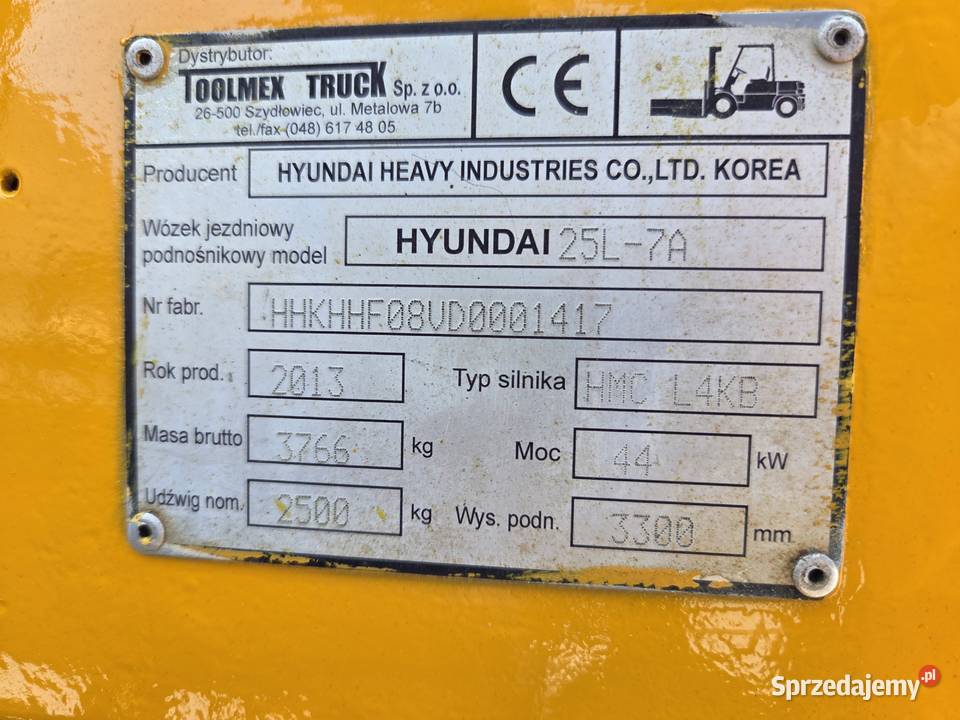 Dystrybutor:
TOOLMEX TRUCK Sp. z o.o.
26-500 Szydłowiec, ul. Metalowa 7b
tel./fax (048) 617 48 05
CE
Producent HYUNDAI HEAVY INDUSTRIES CO.,LTD. KOREA
Wózek jezdniowy
podnośnikowy model HYUNDAI 25L-7A
Nr fabr. HHKHHF08VD0001417
Rok prod. 2013 Typ silnika HMC L4KB
Masa brutto 3766 kg Moc 44 kW
Udźwig nom. 2500 kg Wys. podn. 3300 mm
Sprzedajemy.pl